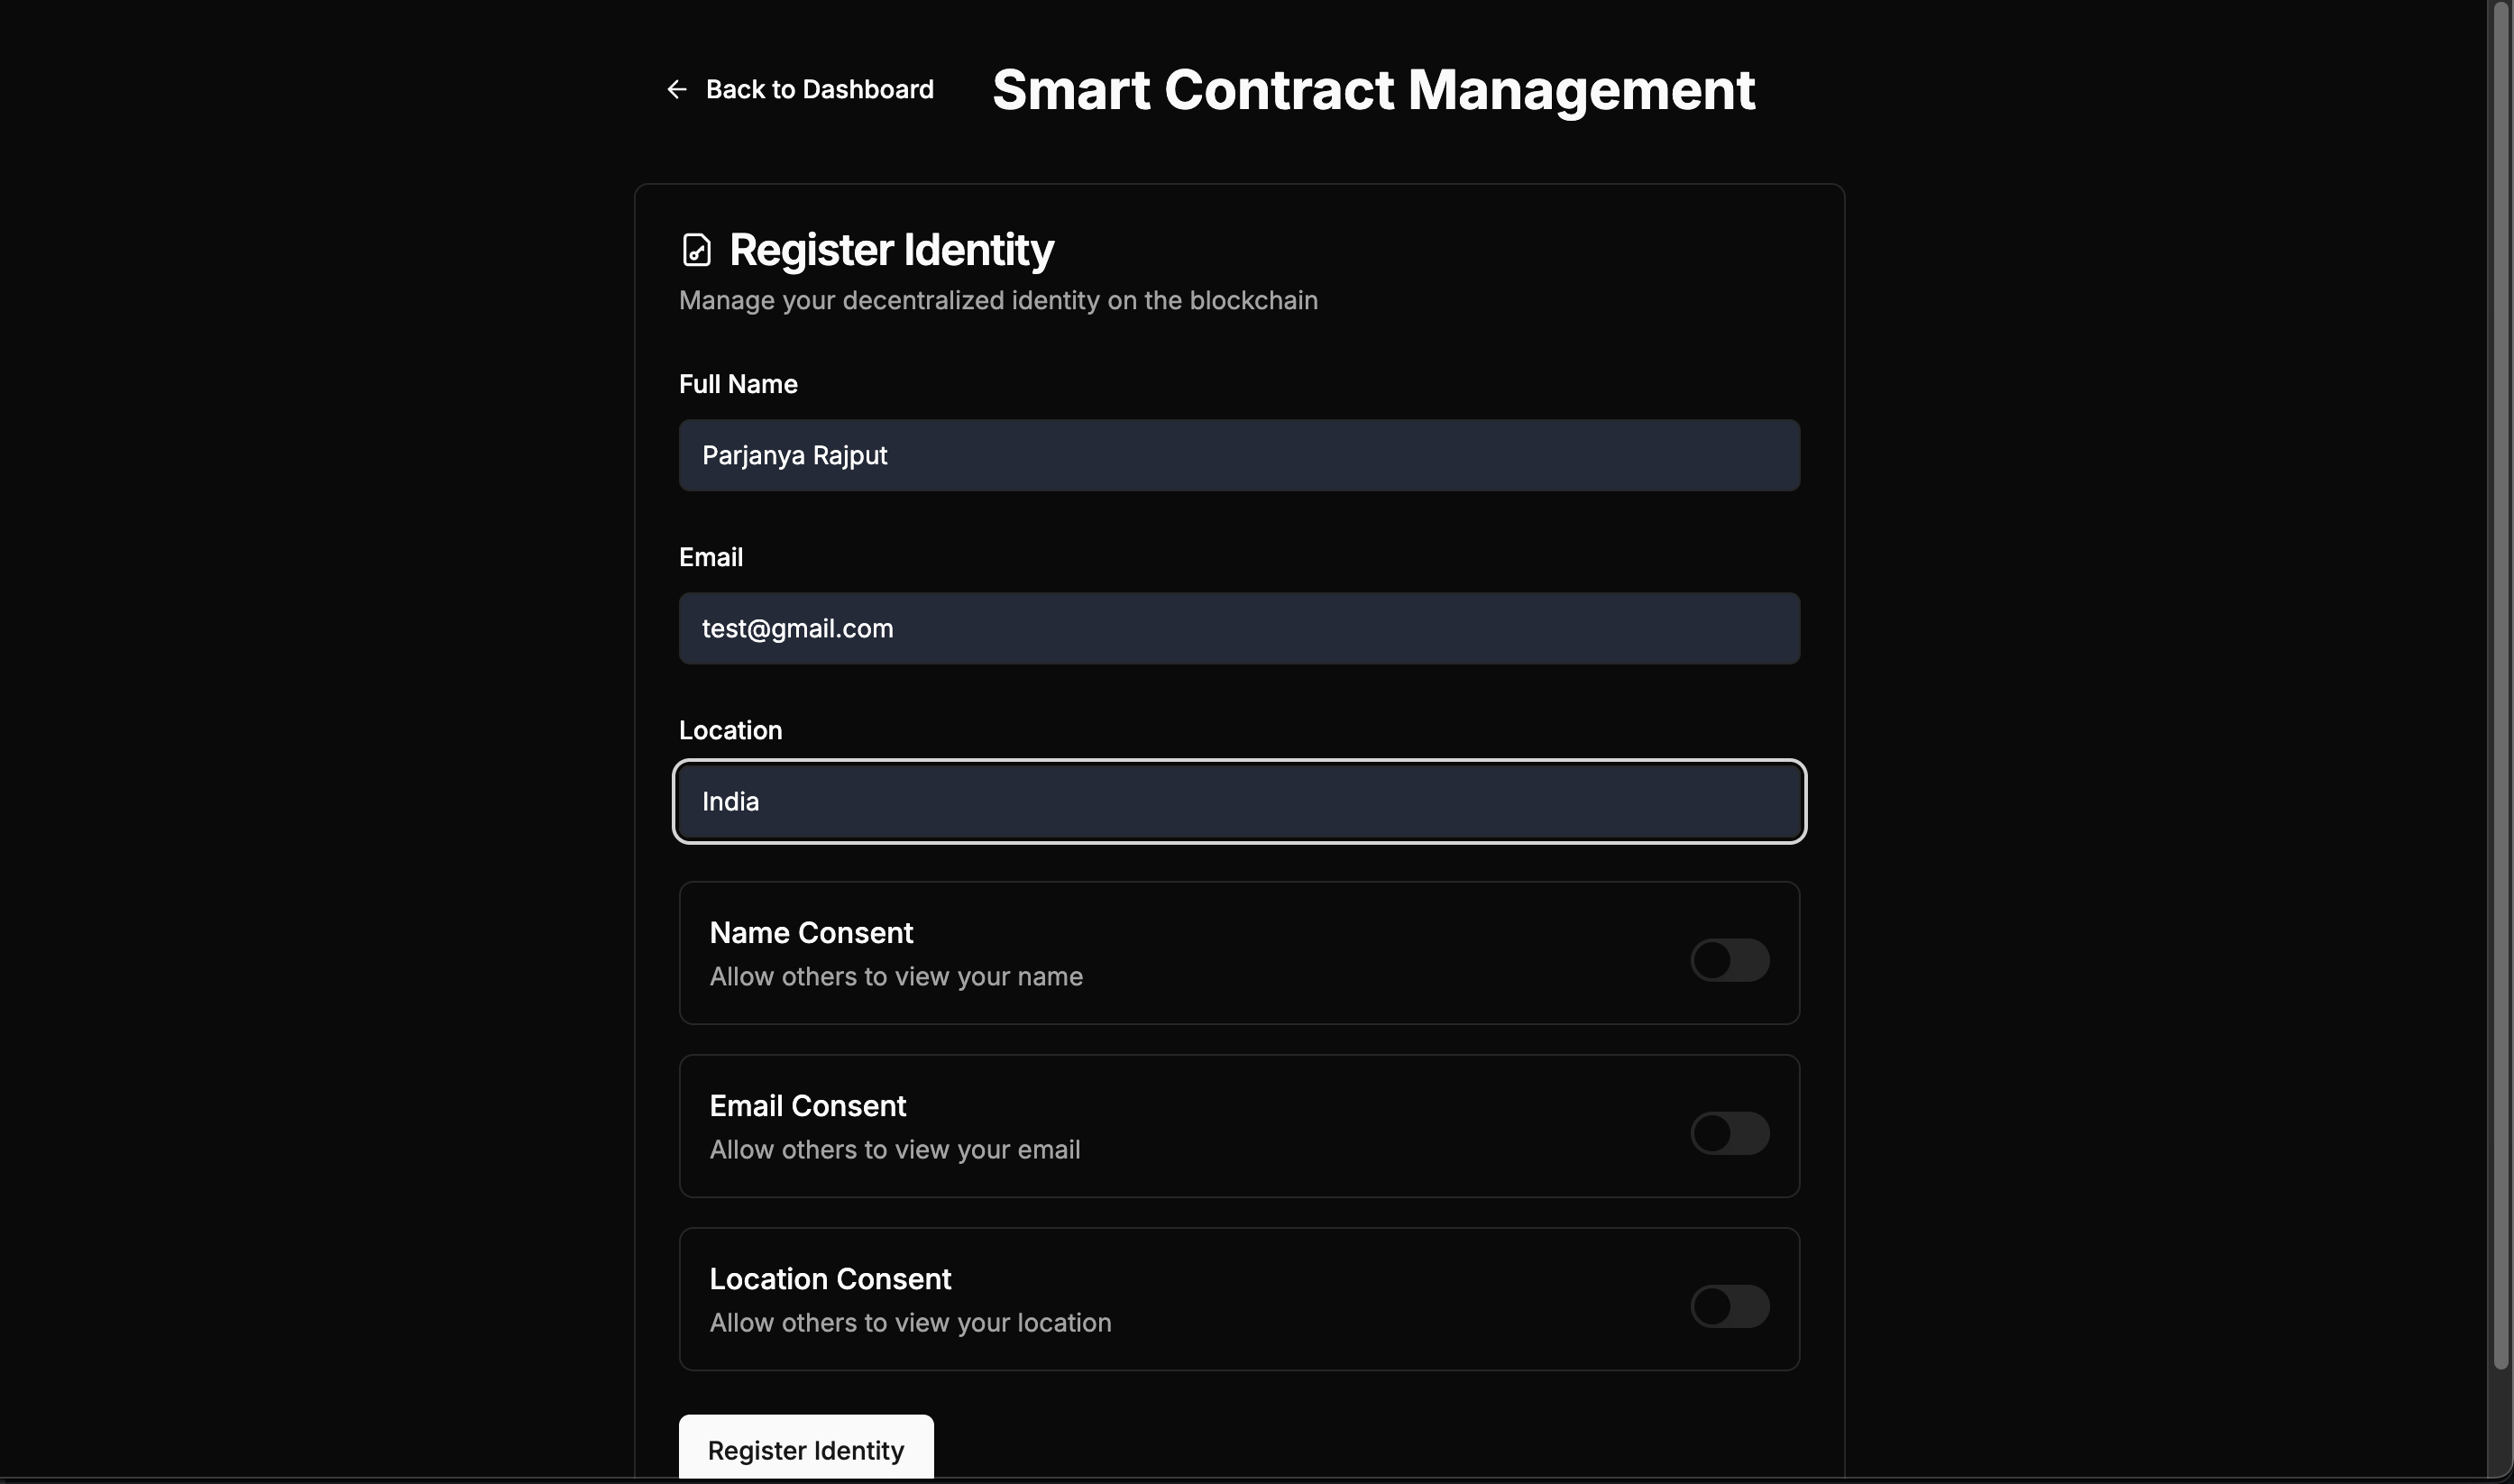 Back to Dashboard
Smart Contract Management
Register Identity
Manage your decentralized identity on the blockchain
Full Name
Parjanya Rajput
Email
test@gmail.com
Location
India
Name Consent
Allow others to view your name
Email Consent
Allow others to view your email
Location Consent
Allow others to view your location
Register Identity